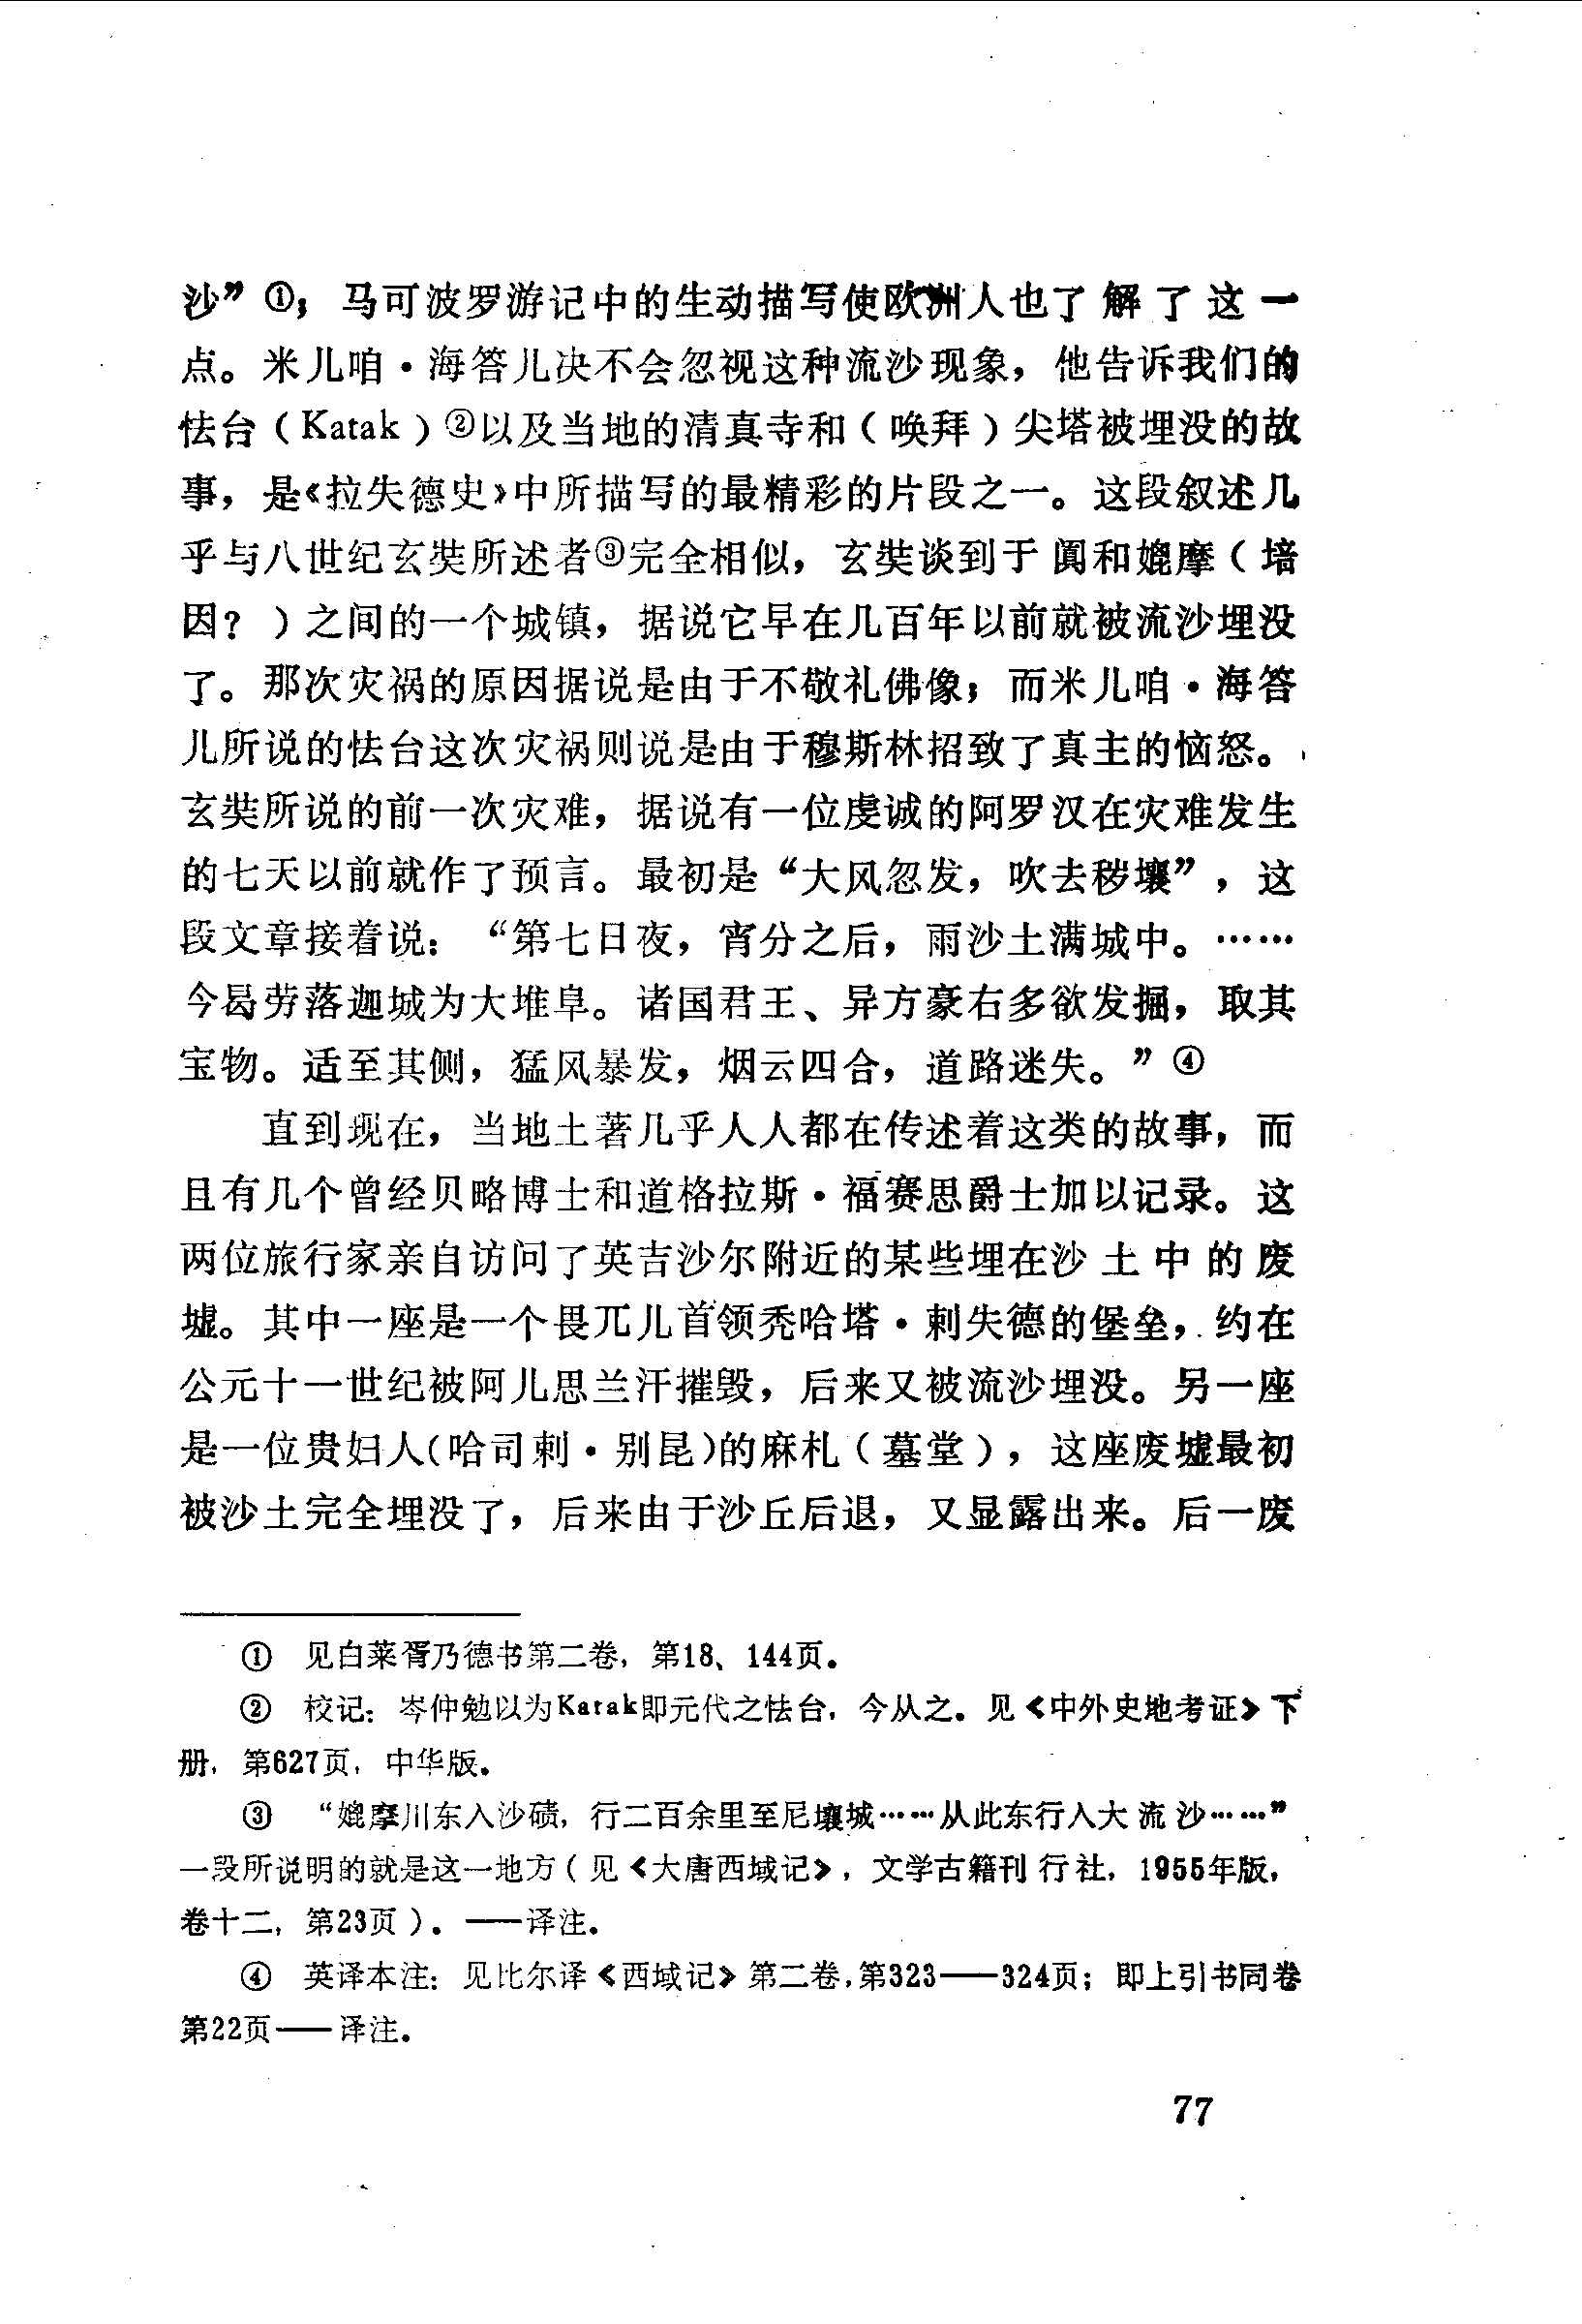 沙”①；马可波罗游记中的生动描写使欧洲人也了解了这一
点。米儿咱·海答儿决不会忽视这种流沙现象，他告诉我们的
怯台（Katak）②以及当地的清真寺和（唤拜）尖塔被埋没的故
事，是《拉失德史》中所描写的最精彩的片段之一。这段叙述几
乎与八世纪玄奘所述者③完全相似，玄奘谈到于阗和媲摩（培
因？）之间的一个城镇，据说它早在几百年以前就被流沙埋没
了。那次灾祸的原因据说是由于不敬礼佛像；而米儿咱·海答
儿所说的怯台这次灾祸则说是由于穆斯林招致了真主的恼怒。
玄奘所说的前一次灾难，据说有一位虔诚的阿罗汉在灾难发生
的七天以前就作了预言。最初是“大风忽发，吹去秽壤”，这
段文章接着说：“第七日夜，宵分之后，雨沙土满城中。……
今曷劳落迦城为大堆阜。诸国君王、异方豪右多欲发掘，取其
宝物。适至其侧，猛风暴发，烟云四合，道路迷失。”④
直到现在，当地土著几乎人人都在传述着这类的故事，而
且有几个曾经贝略博士和道格拉斯·福赛思爵士加以记录。这
两位旅行家亲自访问了英吉沙尔附近的某些埋在沙土中的废
墟。其中一座是一个畏兀儿首领秃哈塔·剌失德的堡垒，约在
公元十一世纪被阿儿思兰汗摧毁，后来又被流沙埋没。另一座
是一位贵妇人（哈司剌·别昆）的麻札（墓堂），这座废墟最初
被沙土完全埋没了，后来由于沙丘后退，又显露出来。后一废
① 见白莱胥乃德书第二卷，第18、144页。
② 校记：岑仲勉以为Katak即元代之怯台，今从之。见《中外史地考证》下
册，第627页，中华版。
③ “媲摩川东入沙碛，行二百余里至尼壤城……从此东行入大流沙……”
一段所说明的就是这一地方（见《大唐西域记》，文学古籍刊行社，1955年版，
卷十二，第23页）。——译注。
④ 英译本注：见比尔译《西域记》第二卷，第323——324页；即上引书同卷
第22页——译注。
77